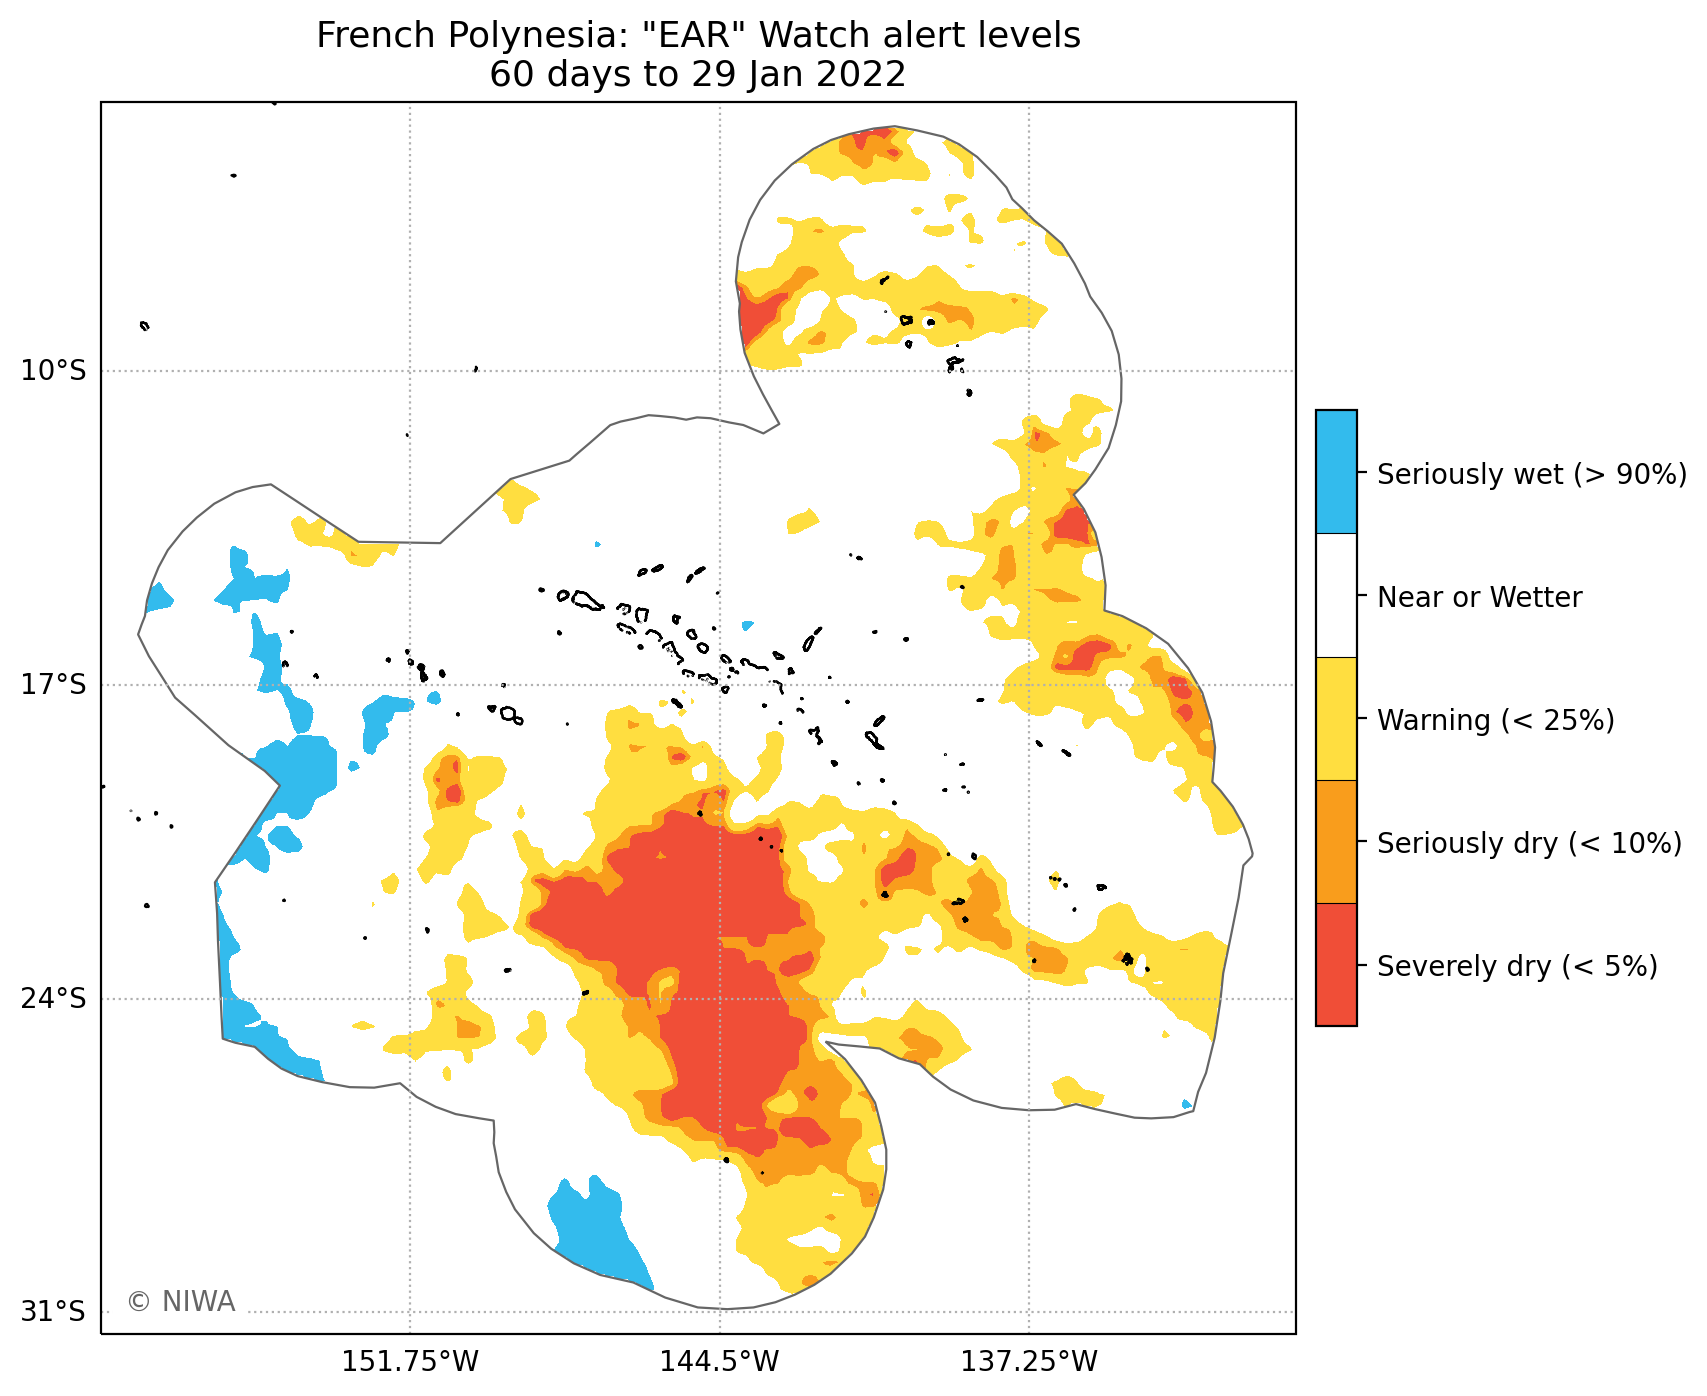 French Polynesia: "EAR" Watch alert levels
60 days to 29 Jan 2022
10°S
17°S
24°S
31°S
151.75°W
144.5°W
137.25°W
© NIWA
Seriously wet (> 90%)
Near or Wetter
Warning (< 25%)
Seriously dry (< 10%)
Severely dry (< 5%)